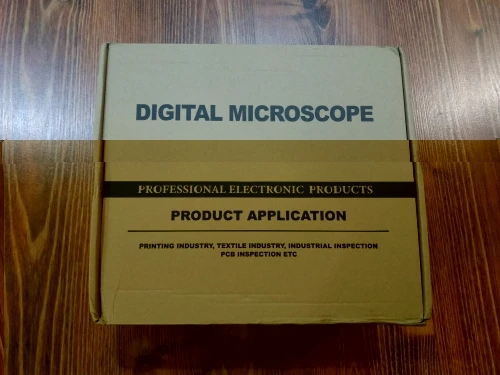 DIGITAL MICROSCOPE
PROFESSIONAL ELECTRONIC PRODUCTS
PRODUCT APPLICATION
PRINTING INDUSTRY, TEXTILE INDUSTRY, INDUSTRIAL INSPECTION
PCB INSPECTION ETC